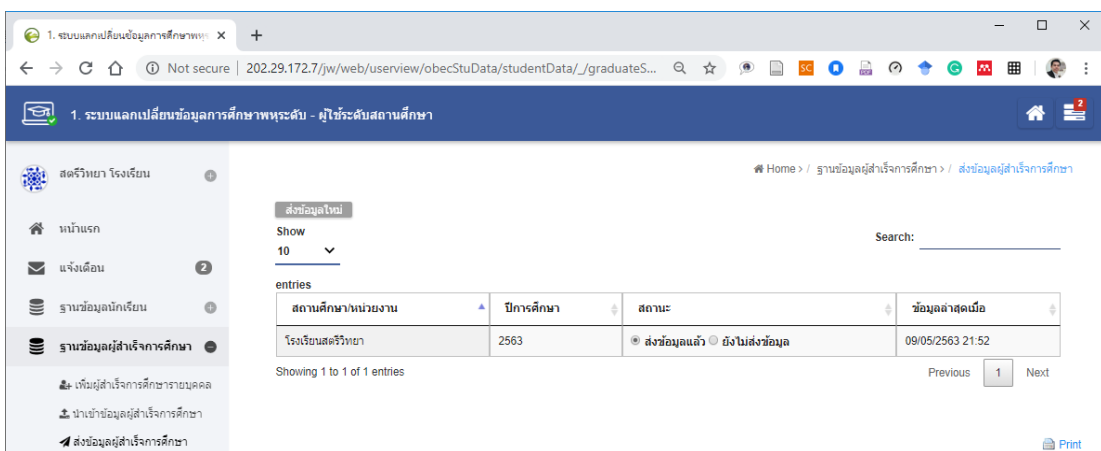 1. ระบบแลกเปลี่ยนข้อมูลการศึกษาพหุร
Not secure | 202.29.172.7/jw/web/userview/obecStuData/studentData/_/graduateS...
1. ระบบแลกเปลี่ยนข้อมูลการศึกษาพหุระดับ - ผู้ใช้ระดับสถานศึกษา
2
สตรีวิทยา โรงเรียน
Home > / ฐานข้อมูลผู้สำเร็จการศึกษา > / ส่งข้อมูลผู้สำเร็จการศึกษา
หน้าแรก
แจ้งเตือน 2
ฐานข้อมูลนักเรียน
ฐานข้อมูลผู้สำเร็จการศึกษา
เพิ่มผู้สำเร็จการศึกษารายบุคคล
นำเข้าข้อมูลผู้สำเร็จการศึกษา
ส่งข้อมูลผู้สำเร็จการศึกษา
ส่งข้อมูลใหม่
Show
10
entries
Search:
สถานศึกษา/หน่วยงาน ปีการศึกษา สถานะ ข้อมูลล่าสุดเมื่อ
โรงเรียนสตรีวิทยา 2563 ส่งข้อมูลแล้ว ยังไม่ส่งข้อมูล 09/05/2563 21:52
Showing 1 to 1 of 1 entries
Previous 1 Next
Print